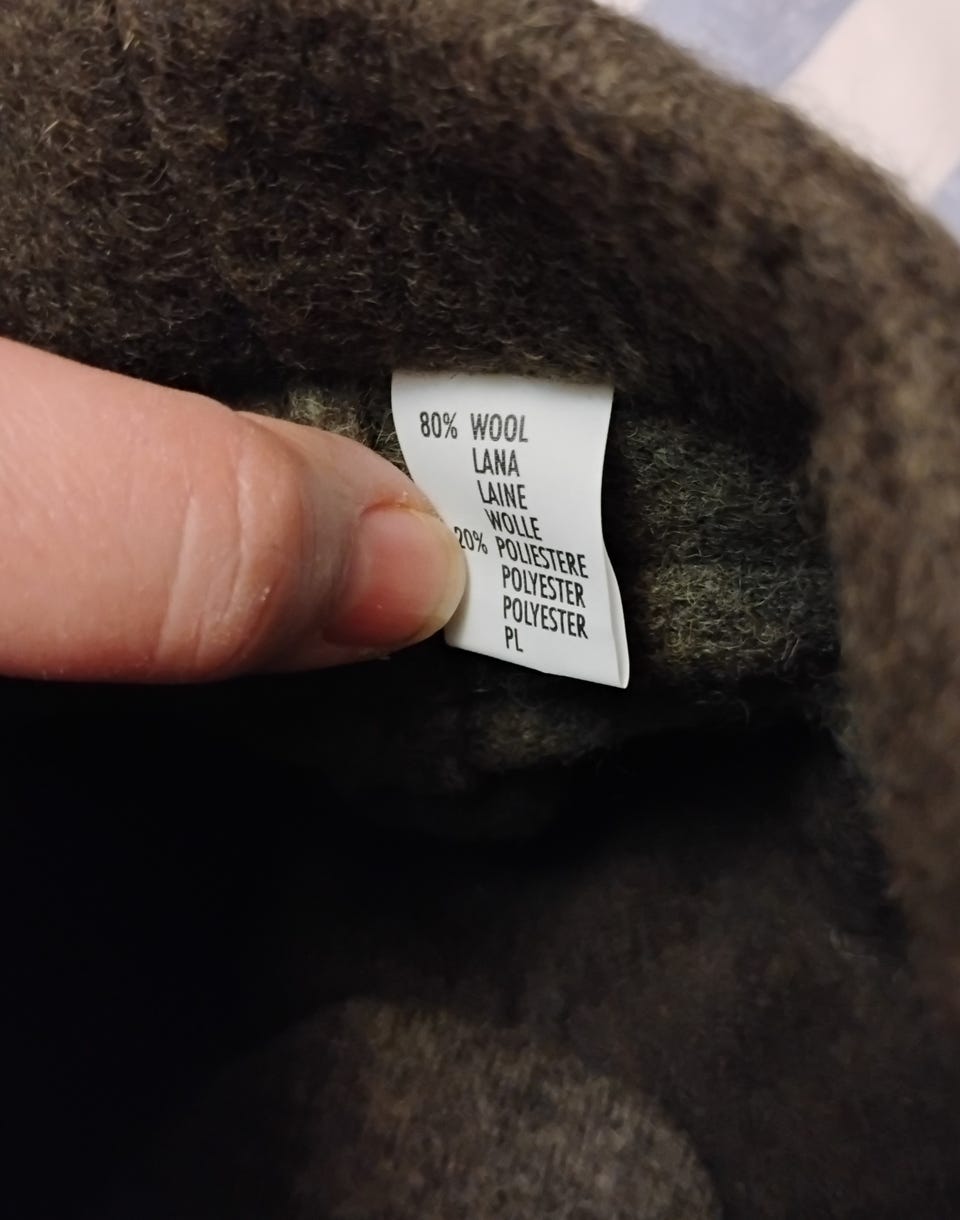 80% WOOL
LANA
LAINE
WOLLE
20% POLIESTERE
POLYESTER
POLYESTER
PL